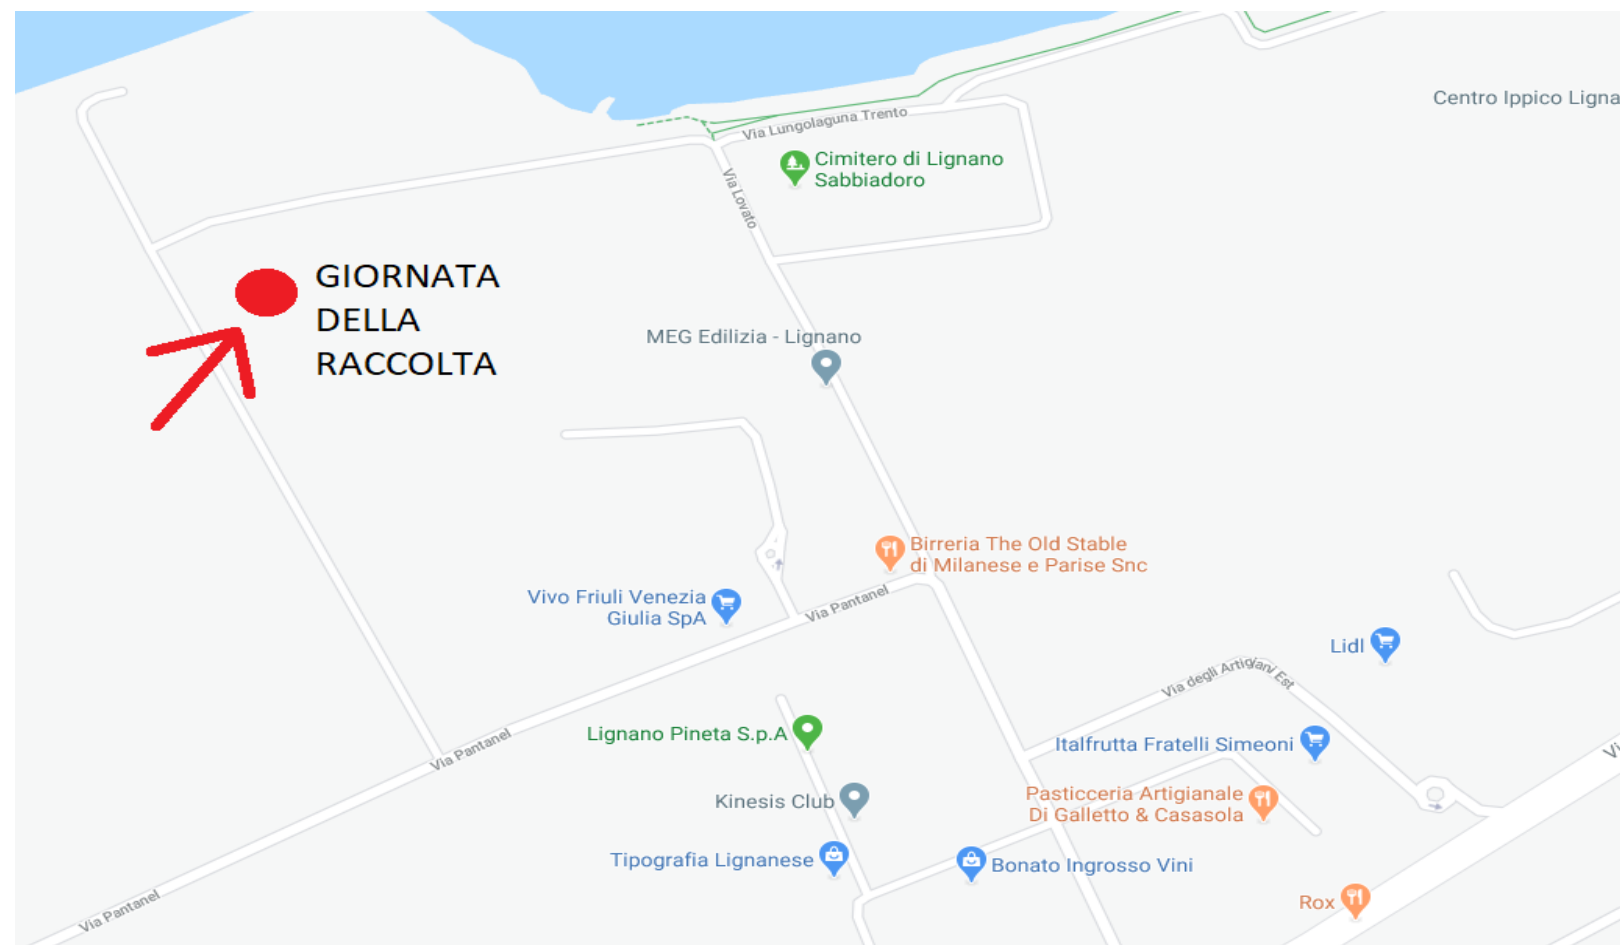 Centro Ippico Ligna
Via Lungolaguna Trento
Cimitero di Lignano
Sabbiadoro
Via Lovato
GIORNATA
DELLA
RACCOLTA
MEG Edilizia - Lignano
Birreria The Old Stable
di Milanese e Parise Snc
Vivo Friuli Venezia
Giulia SpA
Via Pantanel
Lidl
Via degli Artigiani Est
Lignano Pineta S.p.A
Via Pantanel
Italfrutta Fratelli Simeoni
Vi
Kinesis Club
Pasticceria Artigianale
Di Galletto & Casasola
Tipografia Lignanese
Bonato Ingrosso Vini
Rox
Via Pantanel